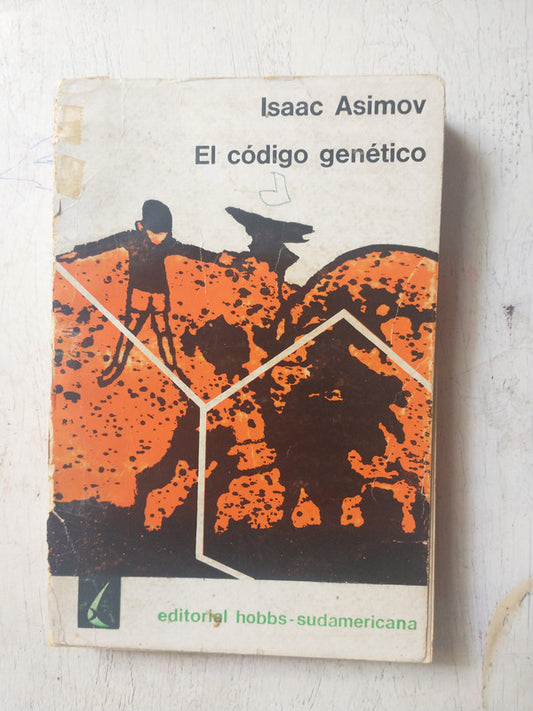 Isaac Asimov
El código genético
editorial hobbs-sudamericana